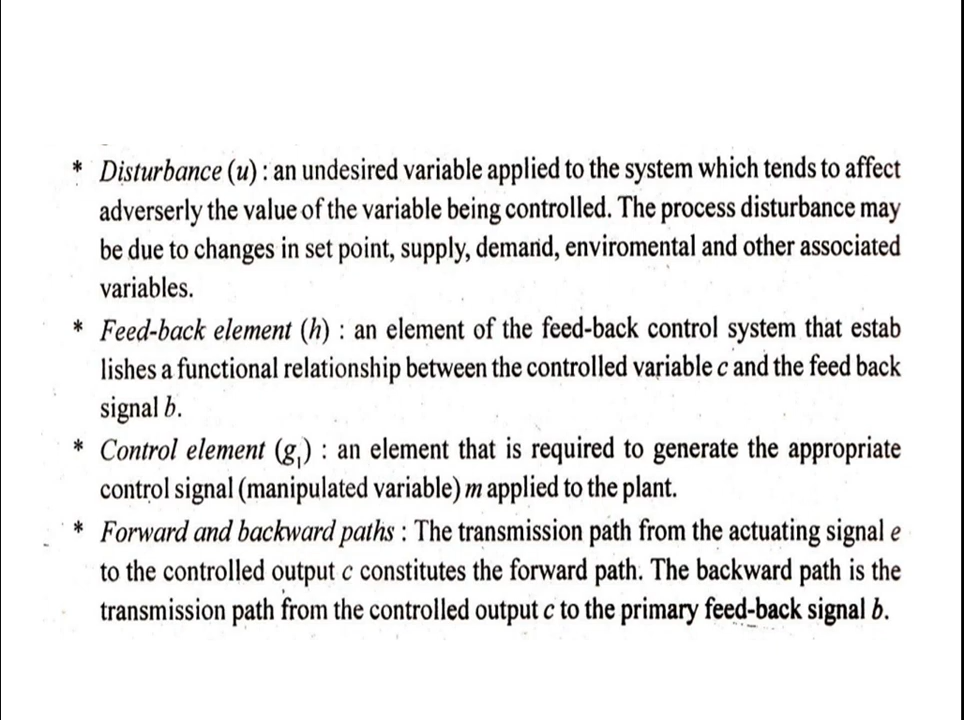 * Disturbance (u) : an undesired variable applied to the system which tends to affect
adverserly the value of the variable being controlled. The process disturbance may
be due to changes in set point, supply, demand, enviromental and other associated
variables.
* Feed-back element (h) : an element of the feed-back control system that estab
lishes a functional relationship between the controlled variable c and the feed back
signal b.
* Control element (g₁) : an element that is required to generate the appropriate
control signal (manipulated variable) m applied to the plant.
* Forward and backward paths : The transmission path from the actuating signal e
to the controlled output c constitutes the forward path. The backward path is the
transmission path from the controlled output c to the primary feed-back signal b.